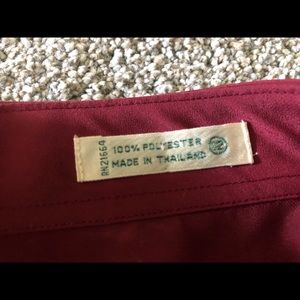 RN21664
100% POLYESTER
MADE IN THAILAND